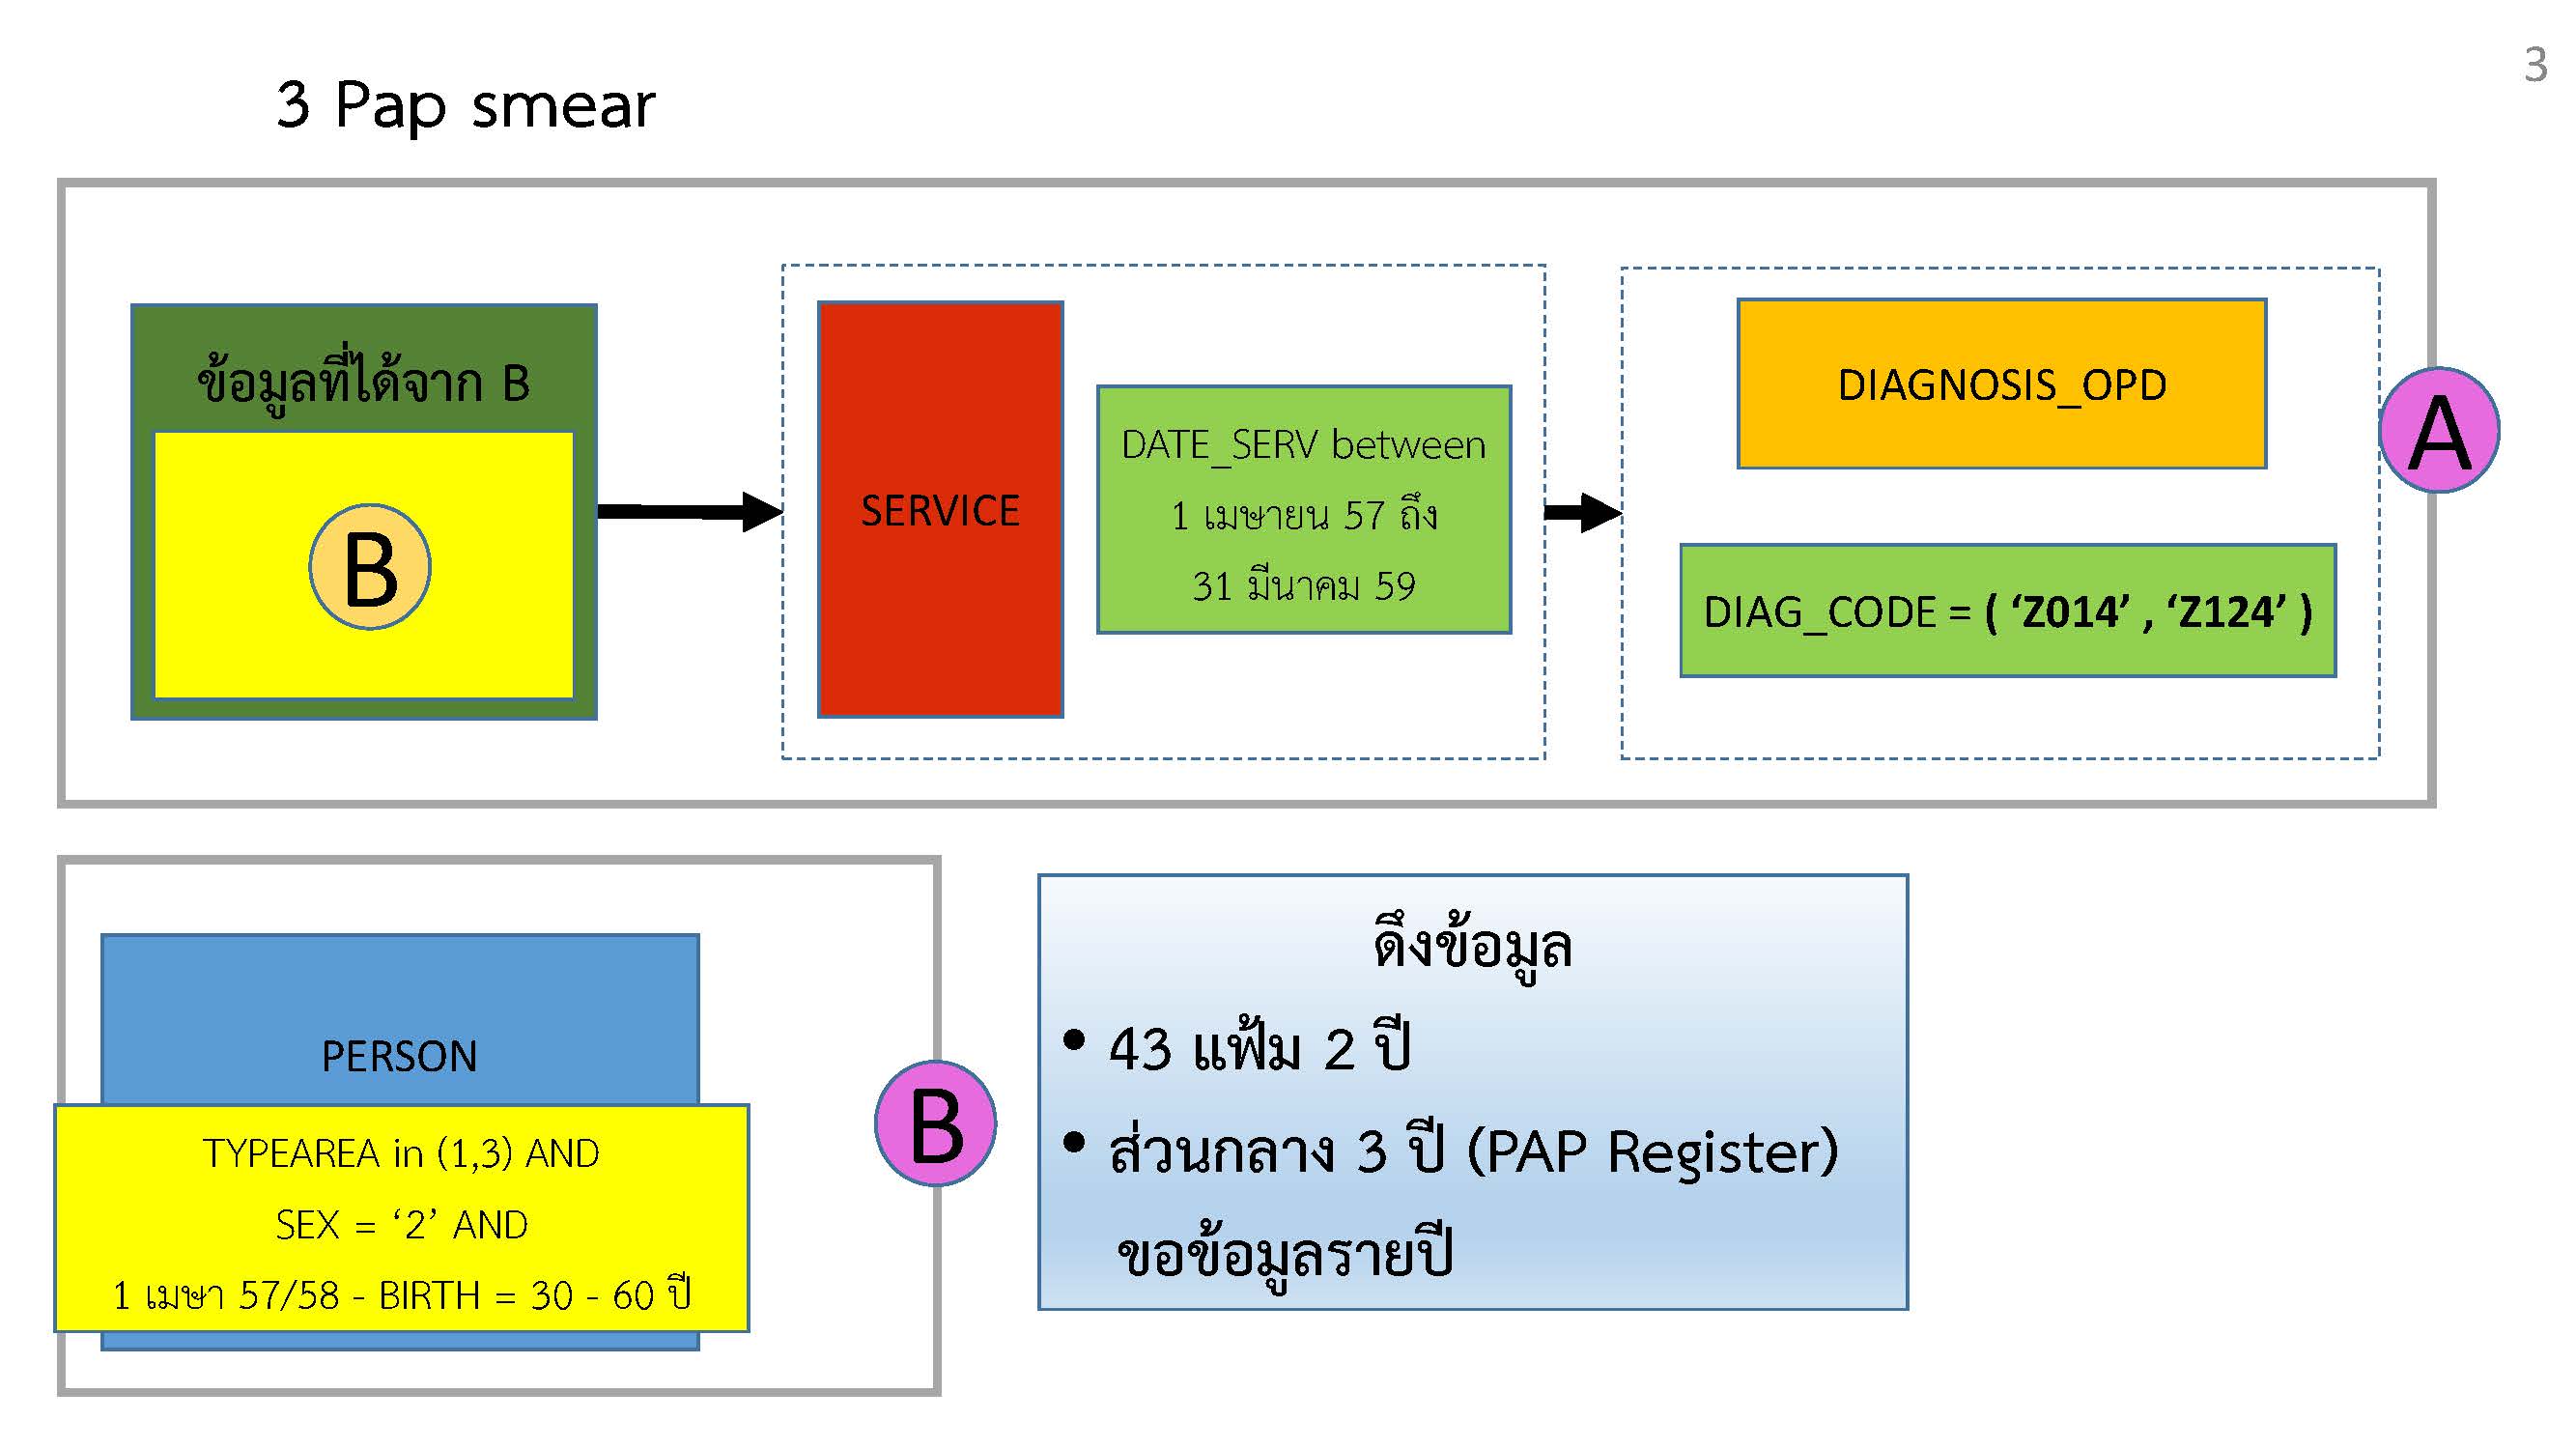 3
3 Pap smear
ข้อมูลที่ได้จาก B
B
SERVICE
DATE_SERV between
1 เมษายน 57 ถึง
31 มีนาคม 59
DIAGNOSIS_OPD
DIAG_CODE = ( ‘Z014’ , ‘Z124’ )
A
PERSON
TYPEAREA in (1,3) AND
SEX = ‘2’ AND
1 เมษา 57/58 - BIRTH = 30 - 60 ปี
B
ดึงข้อมูล
• 43 แฟ้ม 2 ปี
• ส่วนกลาง 3 ปี (PAP Register)
ขอข้อมูลรายปี